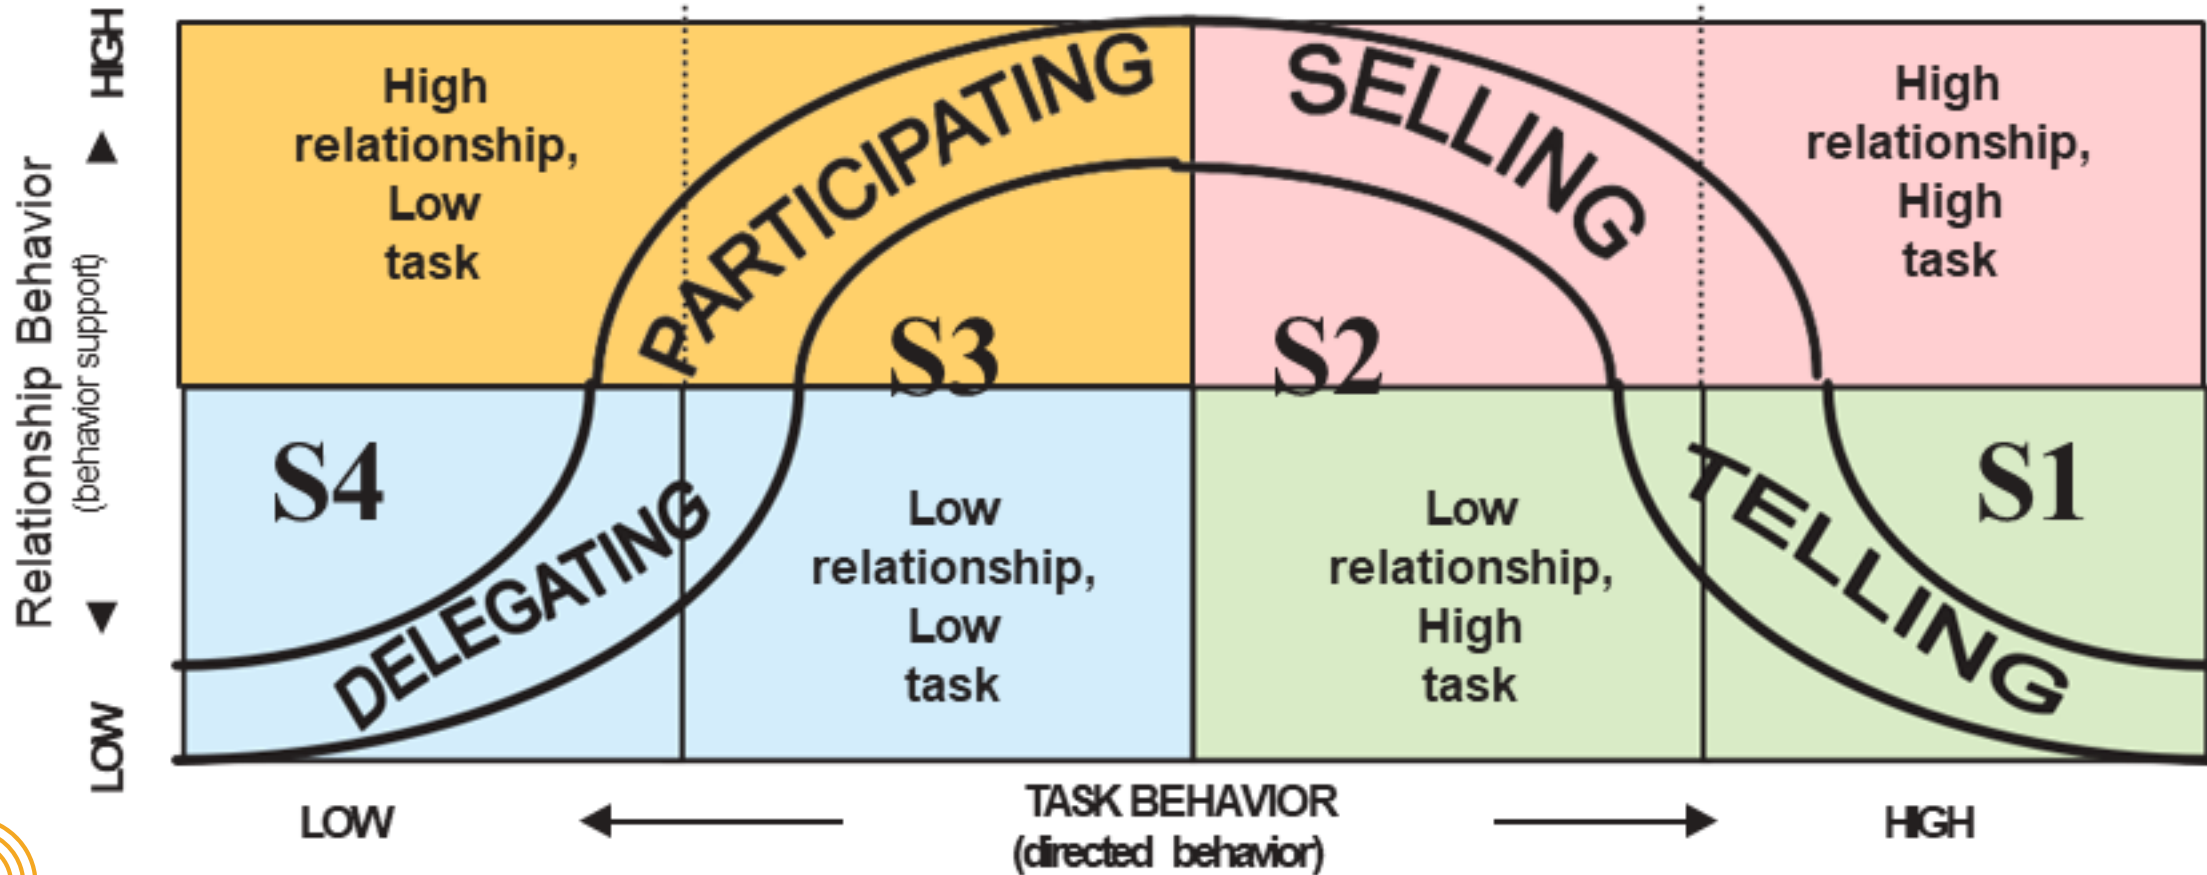 HIGH
Relationship Behavior
(behavior support)
LOW
High
relationship,
Low
task
PARTICIPATING
S3
SELLING
S2
High
relationship,
High
task
S4
DELEGATING
Low
relationship,
Low
task
Low
relationship,
High
task
TELLING
S1
LOW
TASK BEHAVIOR
(directed behavior)
HIGH